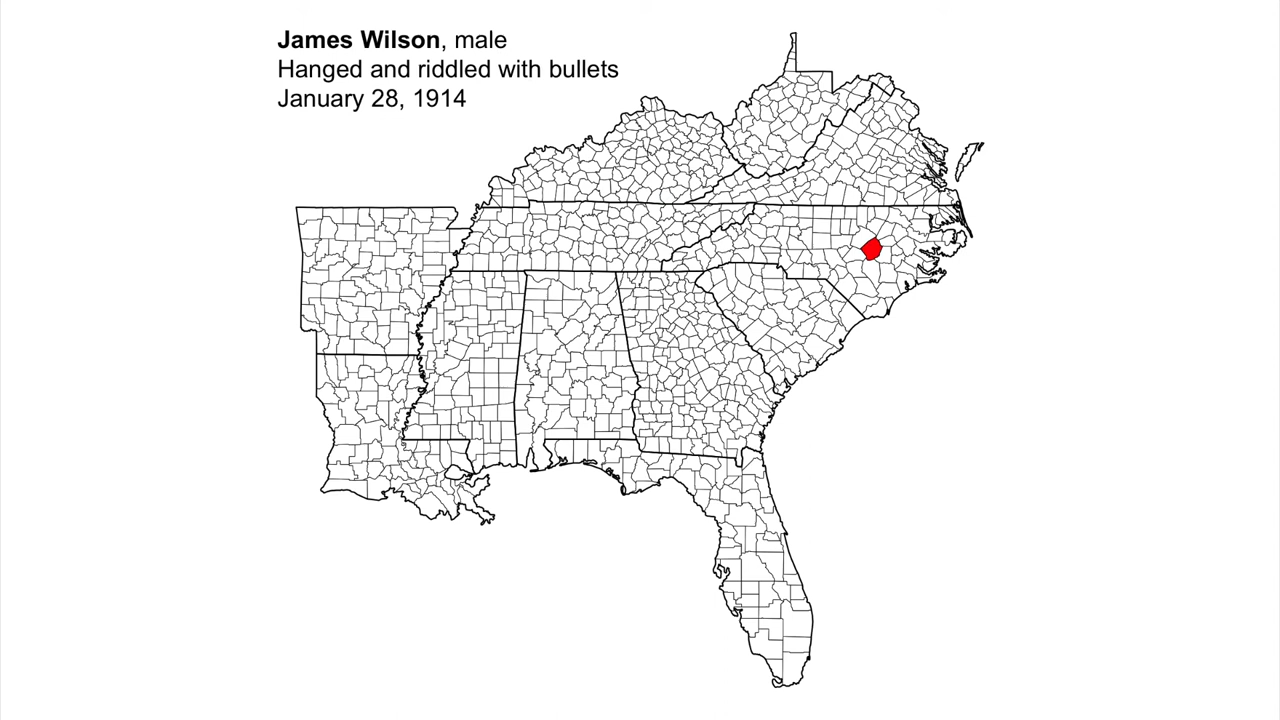 James Wilson, male
Hanged and riddled with bullets
January 28, 1914